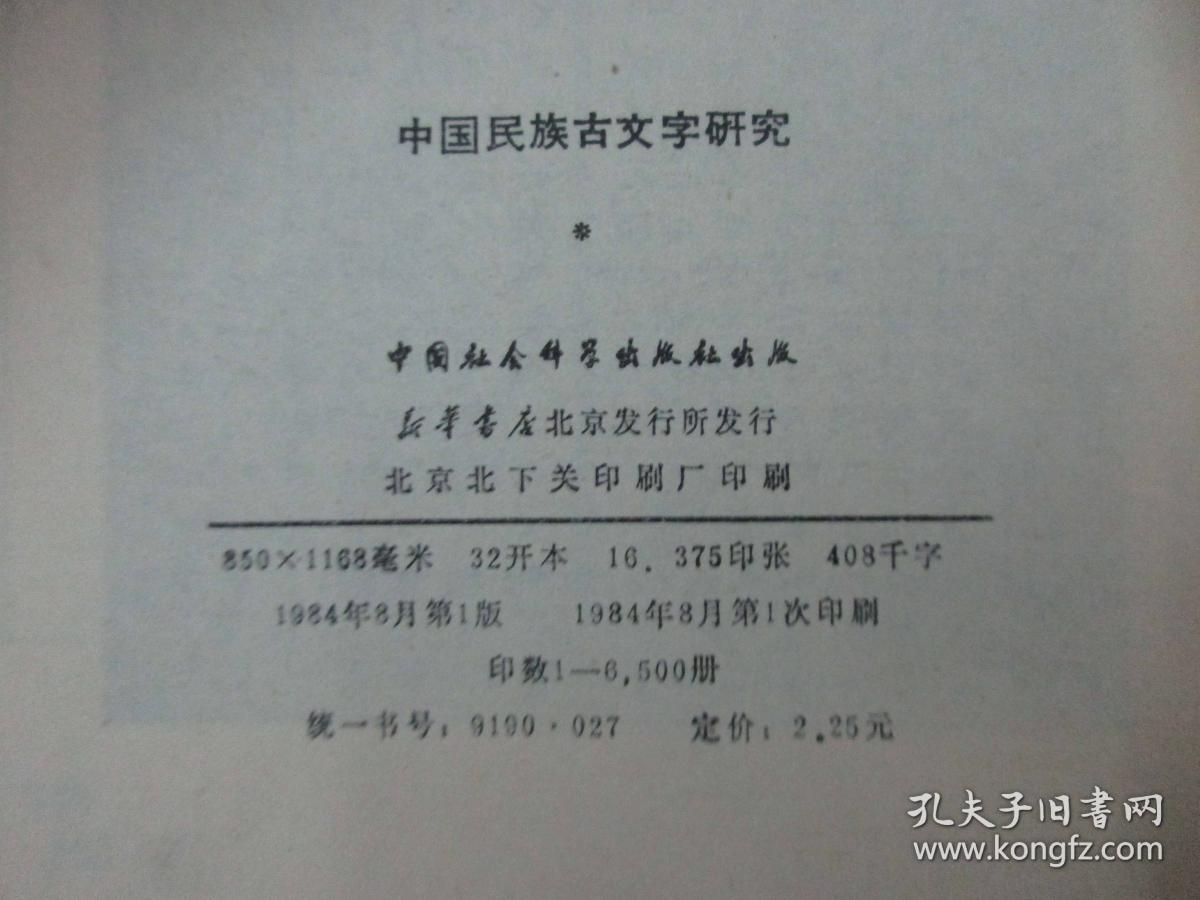 中国民族古文字研究
*
中国社会科学出版社出版
新华书店北京发行所发行
北京北下关印刷厂印刷
850×1168毫米 32开本 16.375印张 408千字
1984年8月第1版 1984年8月第1次印刷
印数1—6,500册
统一书号：9190·027 定价：2.25元
孔夫子旧书网
www.kongfz.com